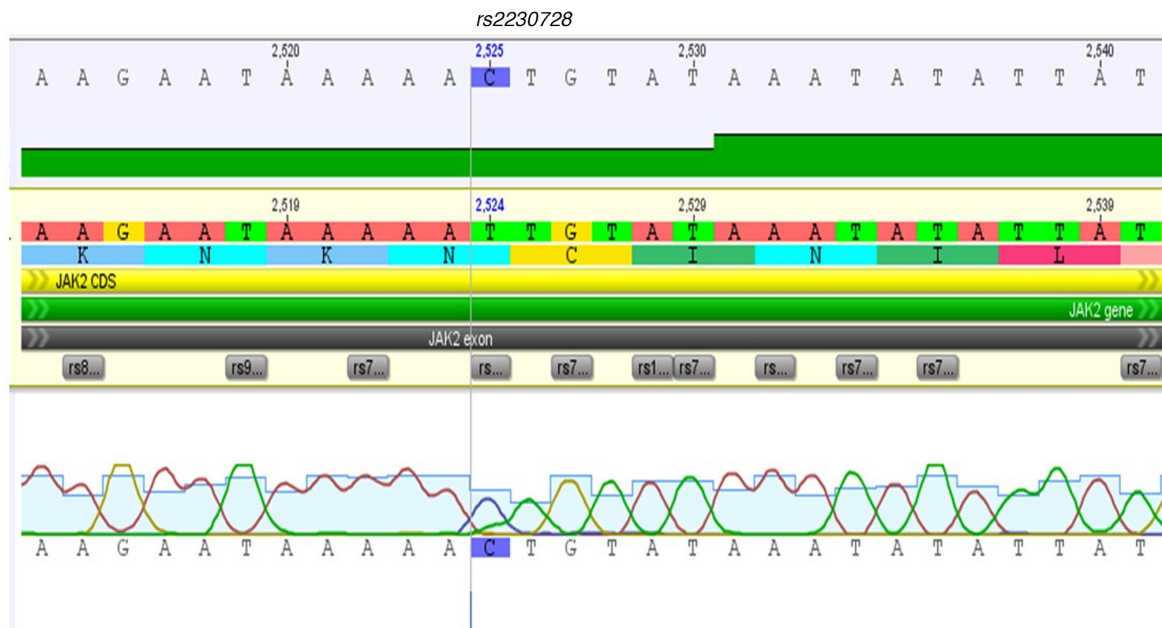 rs2230728
2,520 2,525 2,530 2,540
A A G A A T A A A A A C T G T A T A A A T A T A T T A T
2,519 2,524 2,529 2,539
A A G A A T A A A A A T T G T A T A A A T A T A T T A T
K N K N C I N I L
JAK2 CDS
JAK2 gene
JAK2 exon
rs8... rs9... rs7... rs... rs7... rs1... rs7... rs... rs7... rs7... rs7...
A A G A A T A A A A A C T G T A T A A A T A T A T T A T